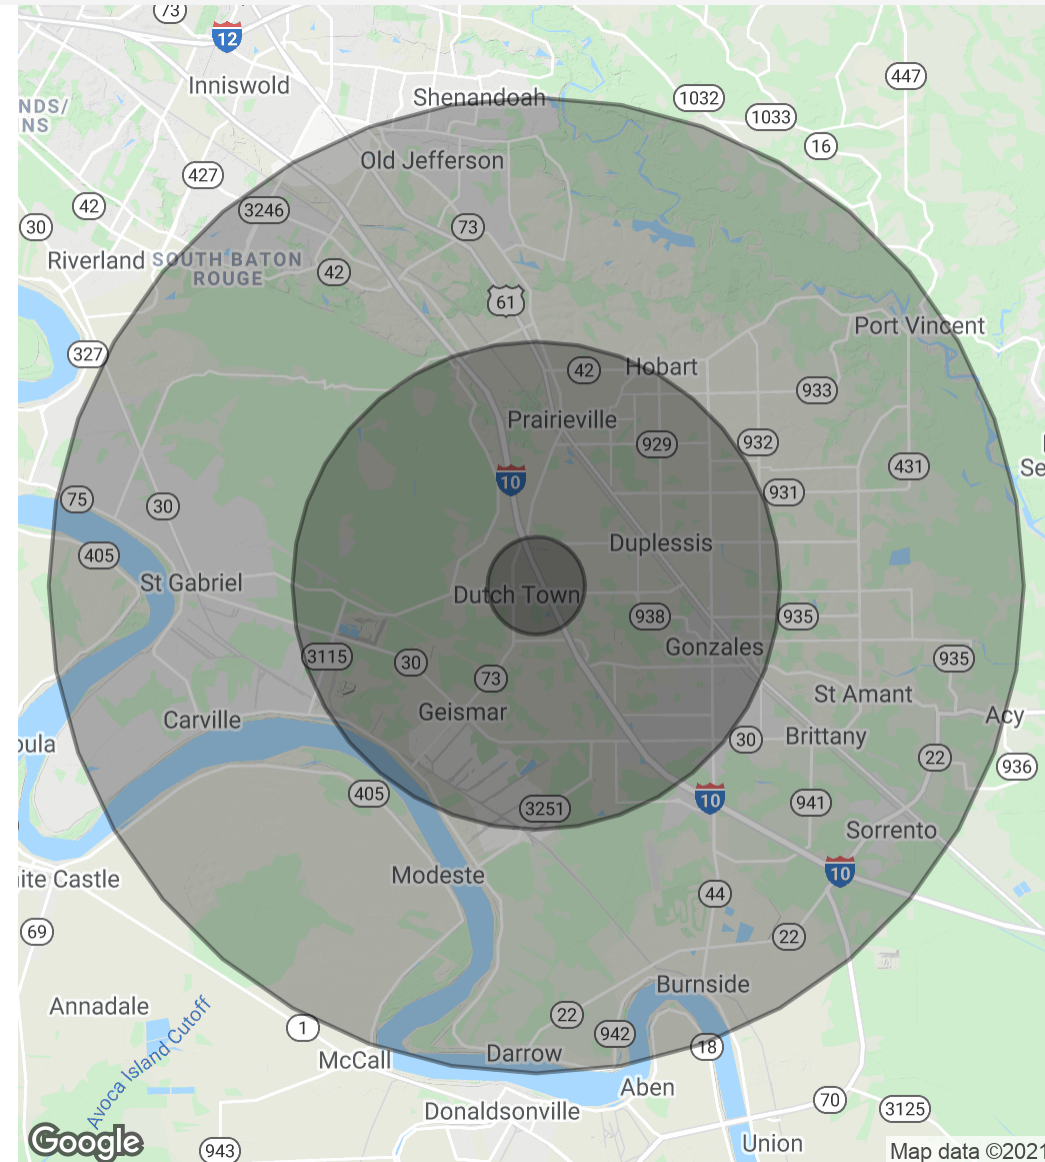 73
12
447
Inniswold
Shenandoah
1032
NDS/
NS
1033
16
Old Jefferson
427
42
3246
30
73
Riverland
SOUTH BATON
ROUGE
42
61
Port Vincent
327
42
Hobart
933
Prairieville
929
932
431
Se
10
931
75
30
405
Duplessis
St Gabriel
Dutch Town
938
935
Gonzales
3115
30
935
73
St Amant
Geismar
Carville
Acy
oula
30
Brittany
22
936
405
10
941
3251
Sorrento
Modeste
10
ite Castle
44
69
22
Burnside
Annadale
22
1
942
18
McCall
Darrow
Avoca Island Cutoff
Aben
Donaldsonville
70
3125
Google
943
Union
Map data ©2021